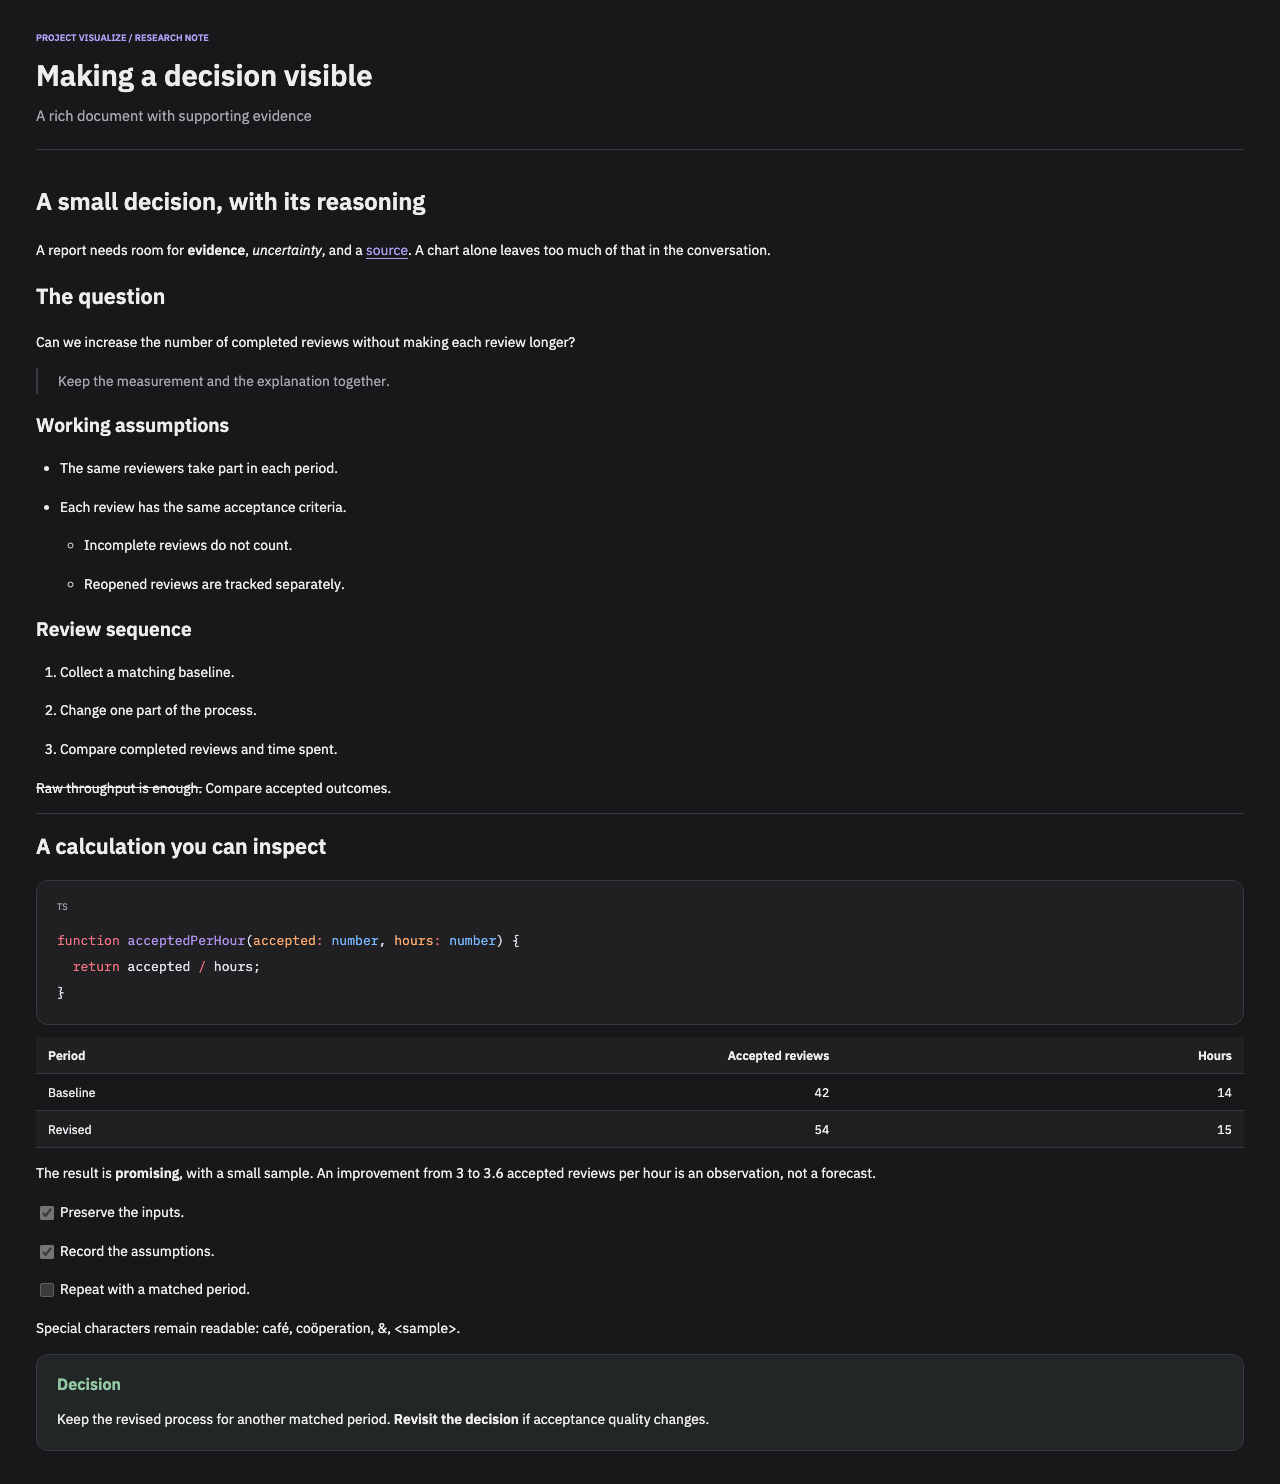 PROJECT VISUALIZE / RESEARCH NOTE
Making a decision visible
A rich document with supporting evidence
A small decision, with its reasoning
A report needs room for evidence, uncertainty, and a source. A chart alone leaves too much of that in the conversation.
The question
Can we increase the number of completed reviews without making each review longer?
Keep the measurement and the explanation together.
Working assumptions
• The same reviewers take part in each period.
• Each review has the same acceptance criteria.
◦ Incomplete reviews do not count.
◦ Reopened reviews are tracked separately.
Review sequence
1. Collect a matching baseline.
2. Change one part of the process.
3. Compare completed reviews and time spent.
Raw throughput is enough. Compare accepted outcomes.
A calculation you can inspect
TS
function acceptedPerHour(accepted: number, hours: number) {
  return accepted / hours;
}
Period Accepted reviews Hours
Baseline 42 14
Revised 54 15
The result is promising, with a small sample. An improvement from 3 to 3.6 accepted reviews per hour is an observation, not a forecast.
Preserve the inputs.
Record the assumptions.
Repeat with a matched period.
Special characters remain readable: café, coöperation, &, <sample>.
Decision
Keep the revised process for another matched period. Revisit the decision if acceptance quality changes.